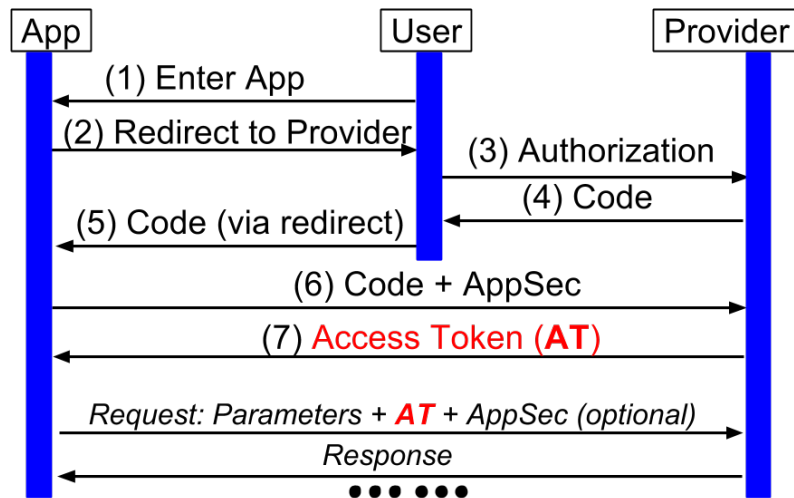 App
User
Provider
(1) Enter App
(2) Redirect to Provider
(3) Authorization
(4) Code
(5) Code (via redirect)
(6) Code + AppSec
(7) Access Token (AT)
Request: Parameters + AT + AppSec (optional)
Response